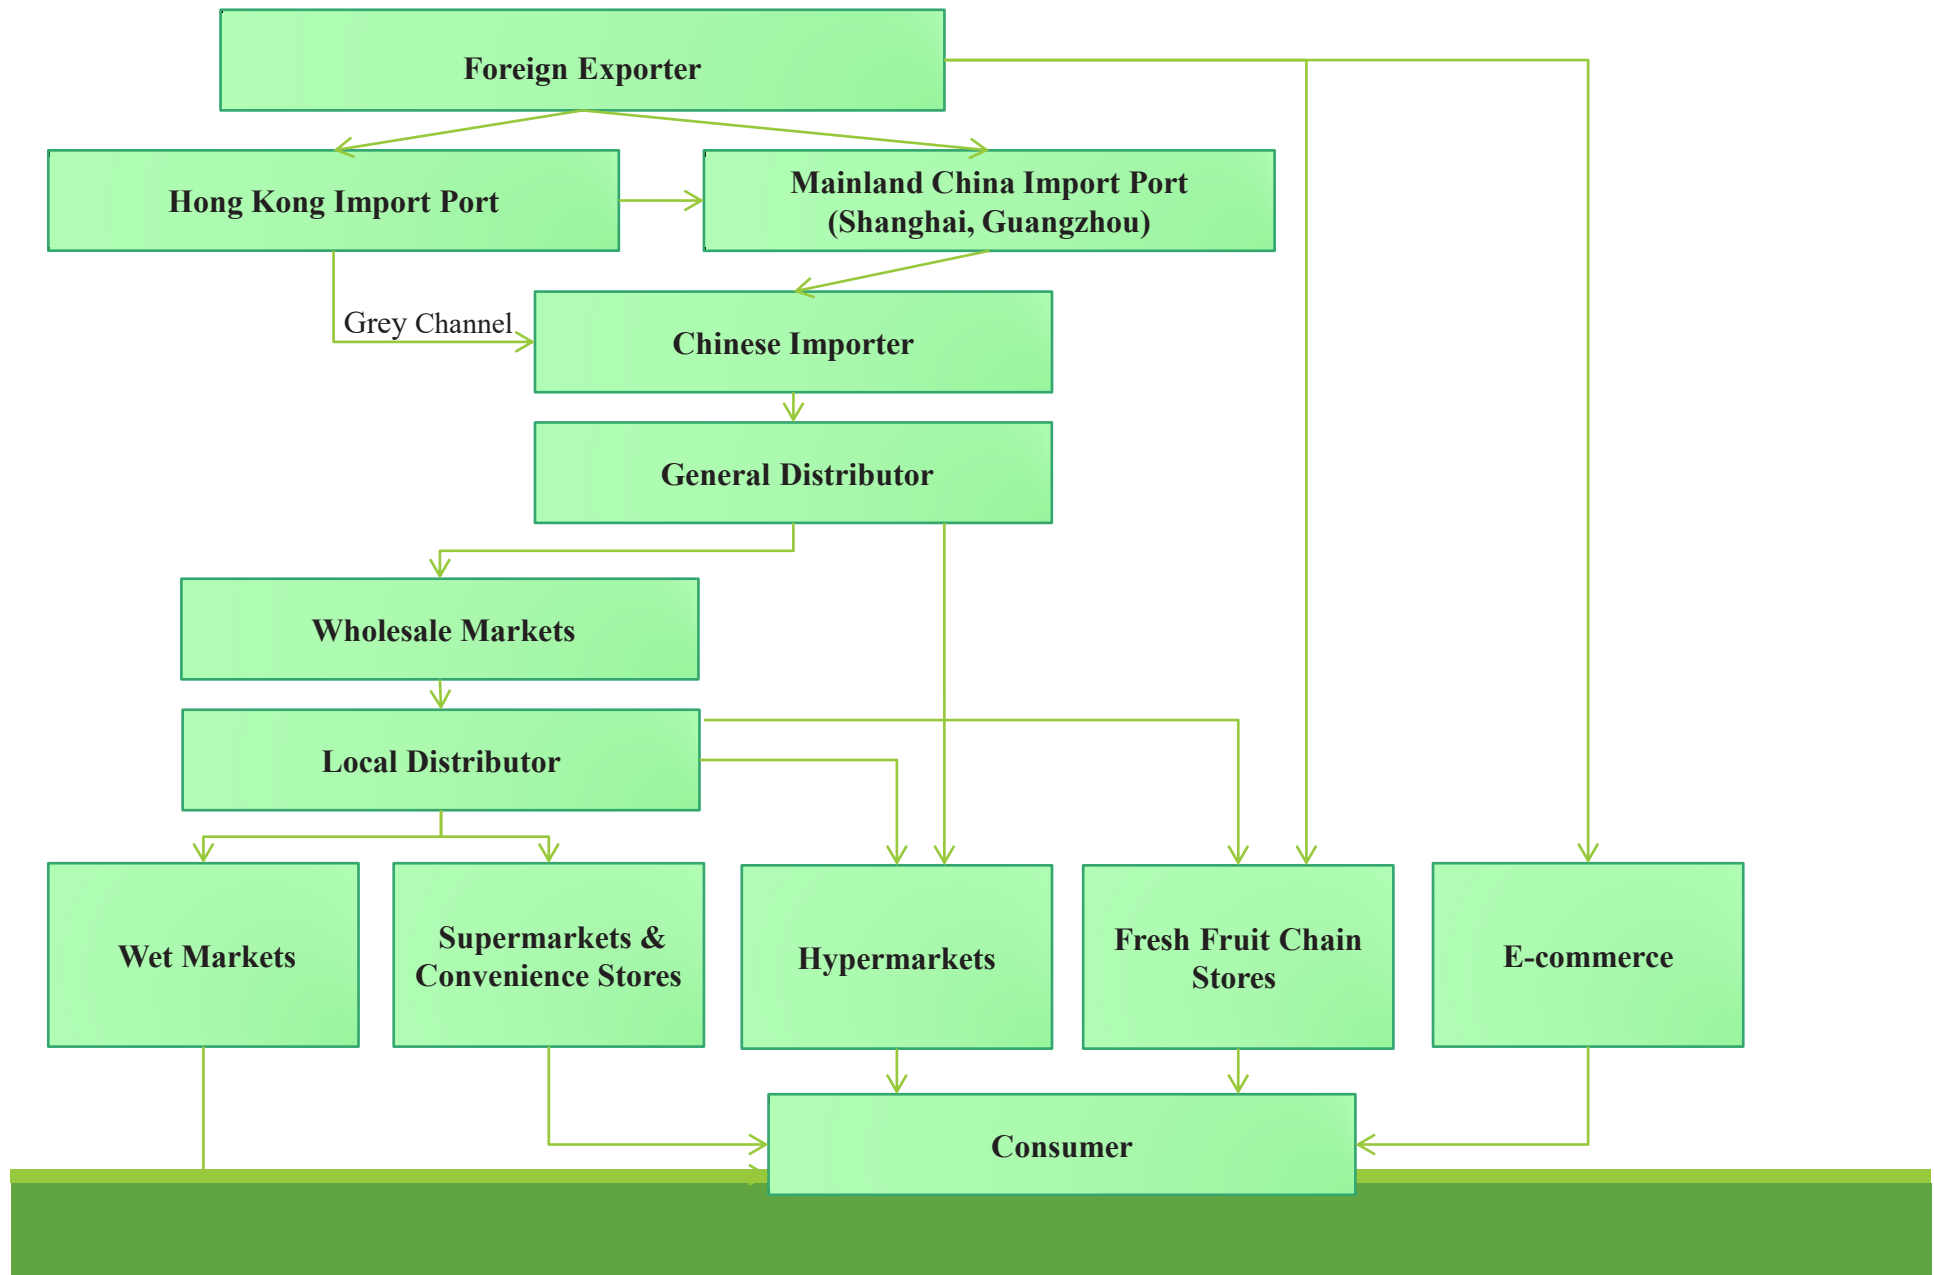 Foreign Exporter
Hong Kong Import Port
Mainland China Import Port
(Shanghai, Guangzhou)
Grey Channel
Chinese Importer
General Distributor
Wholesale Markets
Local Distributor
Wet Markets
Supermarkets &
Convenience Stores
Hypermarkets
Fresh Fruit Chain
Stores
E-commerce
Consumer